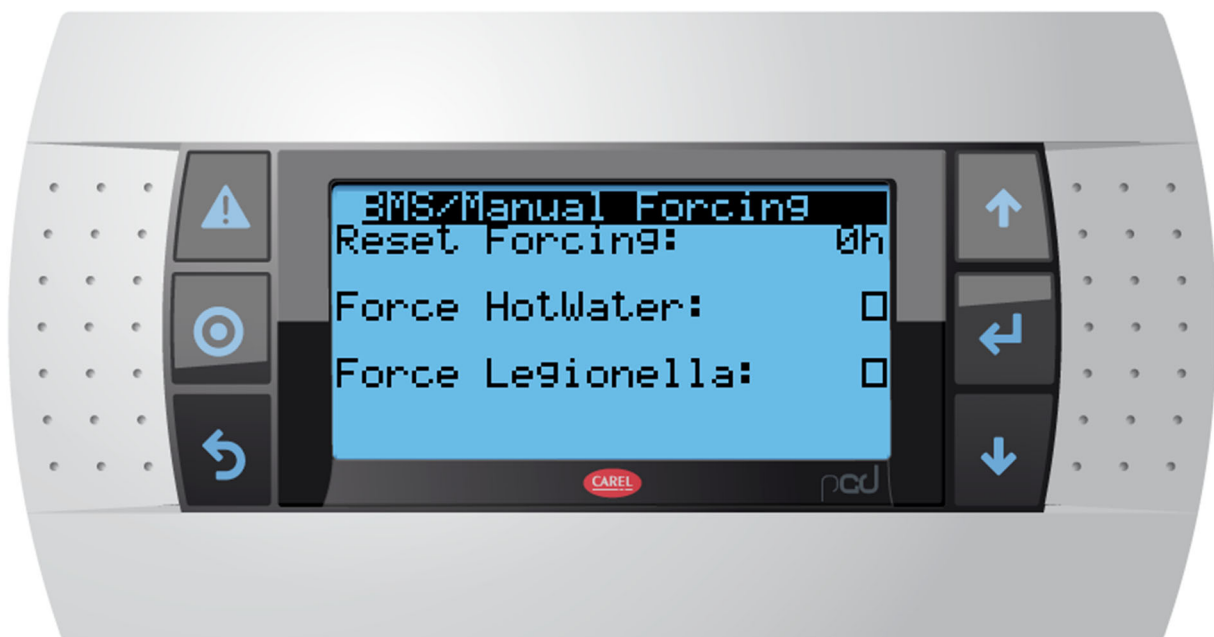 BMS/Manual Forcing
Reset Forcing: 0h
Force HotWater: □
Force Legionella: □
CAREL
pGD